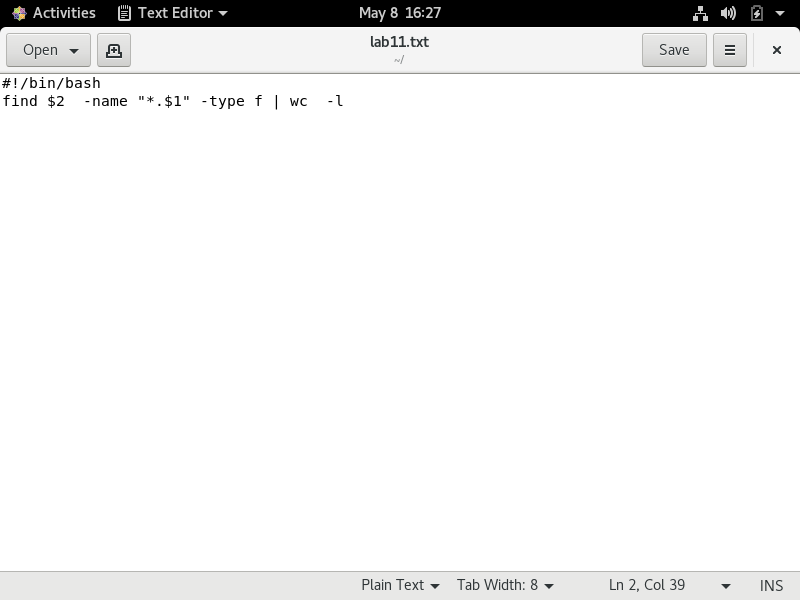 Activities Text Editor May 8 16:27
Open lab11.txt Save
~/
#!/bin/bash
find $2  -name "*.$1" -type f | wc  -l
Plain Text Tab Width: 8 Ln 2, Col 39 INS